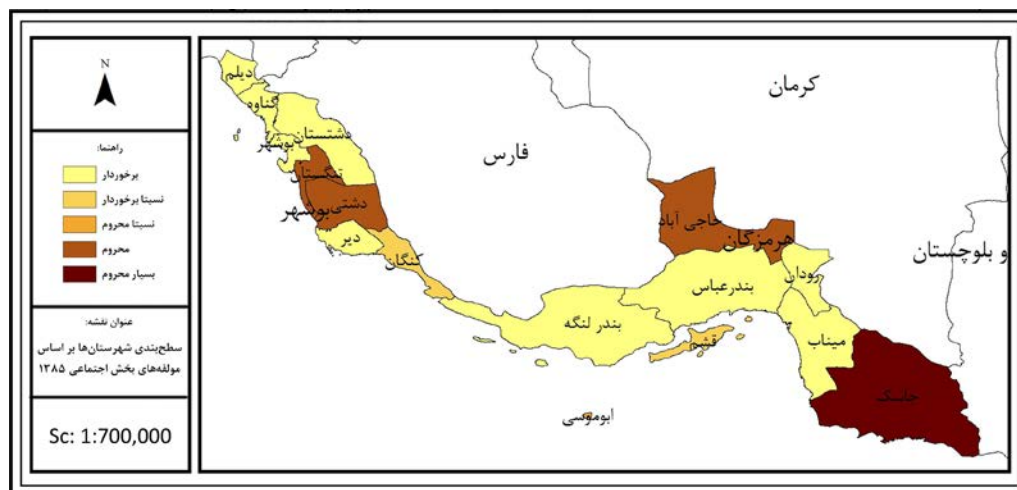 N
راهنما:
برخوردار
نسبتا برخوردار
نسبتا محروم
محروم
بسیار محروم
عنوان نقشه:
سطح‌بندی شهرستان‌ها بر اساس
مولفه‌های بخش اجتماعی ۱۳۸۵
Sc: 1:700,000
دیلم
گناوه
دشتستان
بوشهر
تنگستان
دشتی
بوشهر
دیر
کنگان
فارس
کرمان
حاجی آباد
هرمزگان
و بلوچستان
رودان
بندرعباس
بندر لنگه
قشم
میناب
جاسک
ابوموسی